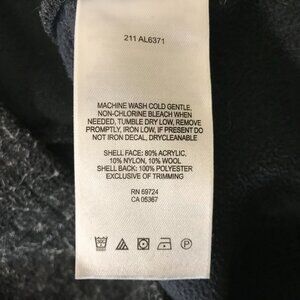 211 AL6371
MACHINE WASH COLD GENTLE,
NON-CHLORINE BLEACH WHEN
NEEDED, TUMBLE DRY LOW, REMOVE
PROMPTLY, IRON LOW, IF PRESENT DO
NOT IRON DECAL, DRYCLEANABLE
SHELL FACE: 80% ACRYLIC,
10% NYLON, 10% WOOL
SHELL BACK: 100% POLYESTER
EXCLUSIVE OF TRIMMING
RN 69724
CA 05367
P